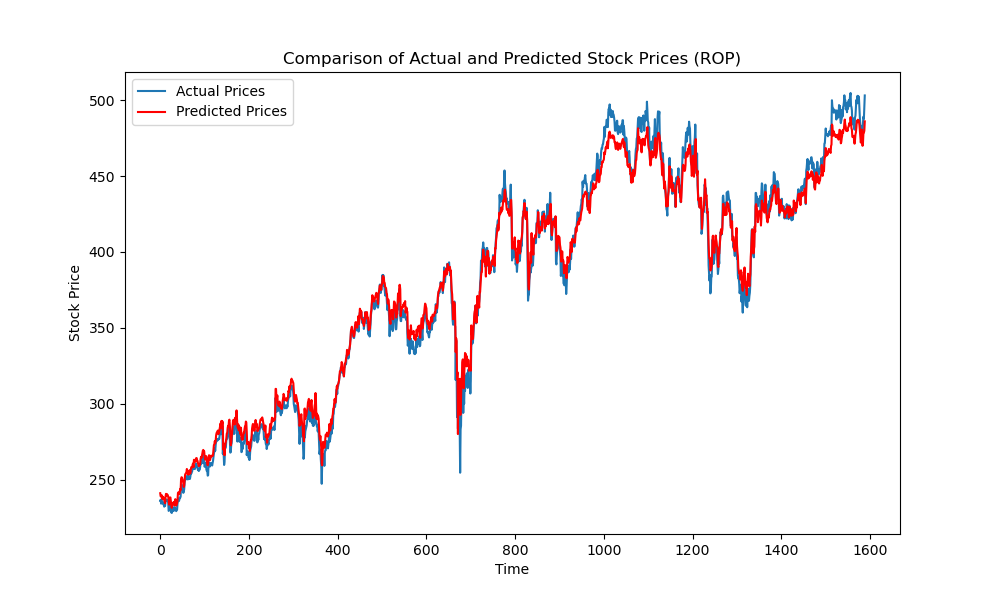 Comparison of Actual and Predicted Stock Prices (ROP)
Actual Prices
Predicted Prices
Stock Price
500
450
400
350
300
250
0 200 400 600 800 1000 1200 1400 1600
Time